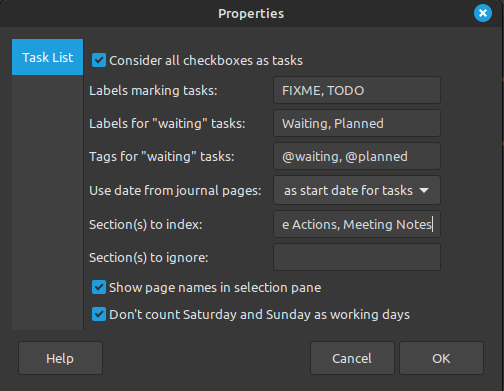 Properties
Task List
Consider all checkboxes as tasks
Labels marking tasks: FIXME, TODO
Labels for "waiting" tasks: Waiting, Planned
Tags for "waiting" tasks: @waiting, @planned
Use date from journal pages: as start date for tasks
Section(s) to index: e Actions, Meeting Notes
Section(s) to ignore:
Show page names in selection pane
Don't count Saturday and Sunday as working days
Help Cancel OK